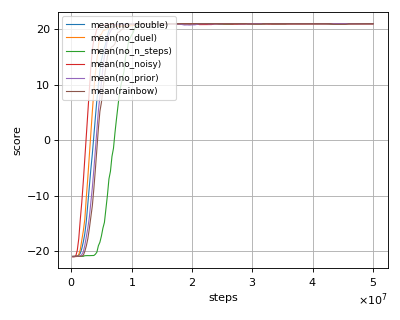 20
10
0
−10
−20
score
mean(no_double)
mean(no_duel)
mean(no_n_steps)
mean(no_noisy)
mean(no_prior)
mean(rainbow)
0 1 2 3 4 5
steps
×10⁷